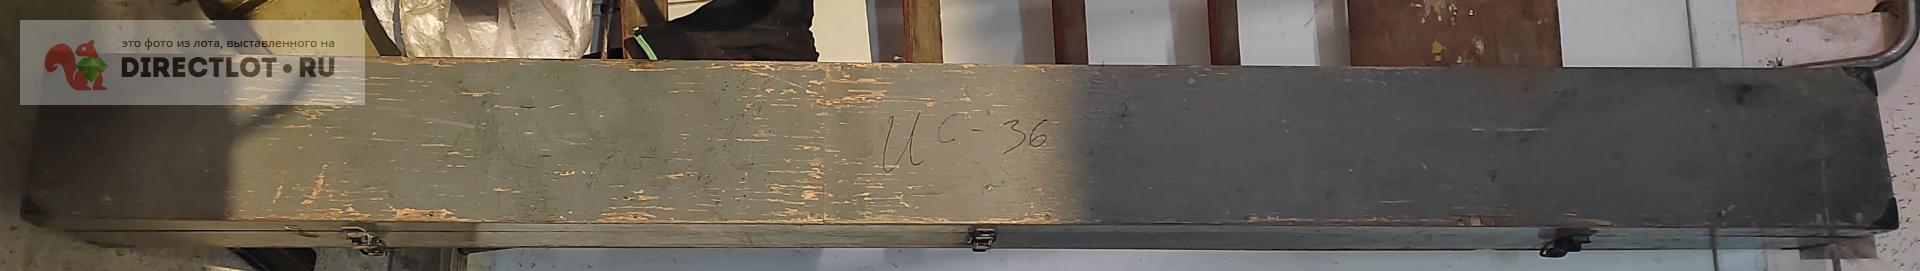 это фото из лота, выставленного на
DIRECTLOT•RU
ИС-36